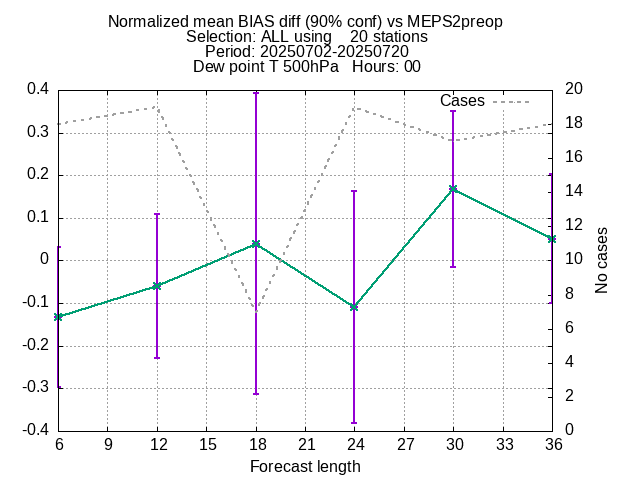 Normalized mean BIAS diff (90% conf) vs MEPS2preop
Selection: ALL using    20 stations
Period: 20250702-20250720
Dew point T 500hPa   Hours: 00
Cases
0.4
0.3
0.2
0.1
0
-0.1
-0.2
-0.3
-0.4
20
18
16
14
12
10
8
6
4
2
0
No cases
6 9 12 15 18 21 24 27 30 33 36
Forecast length